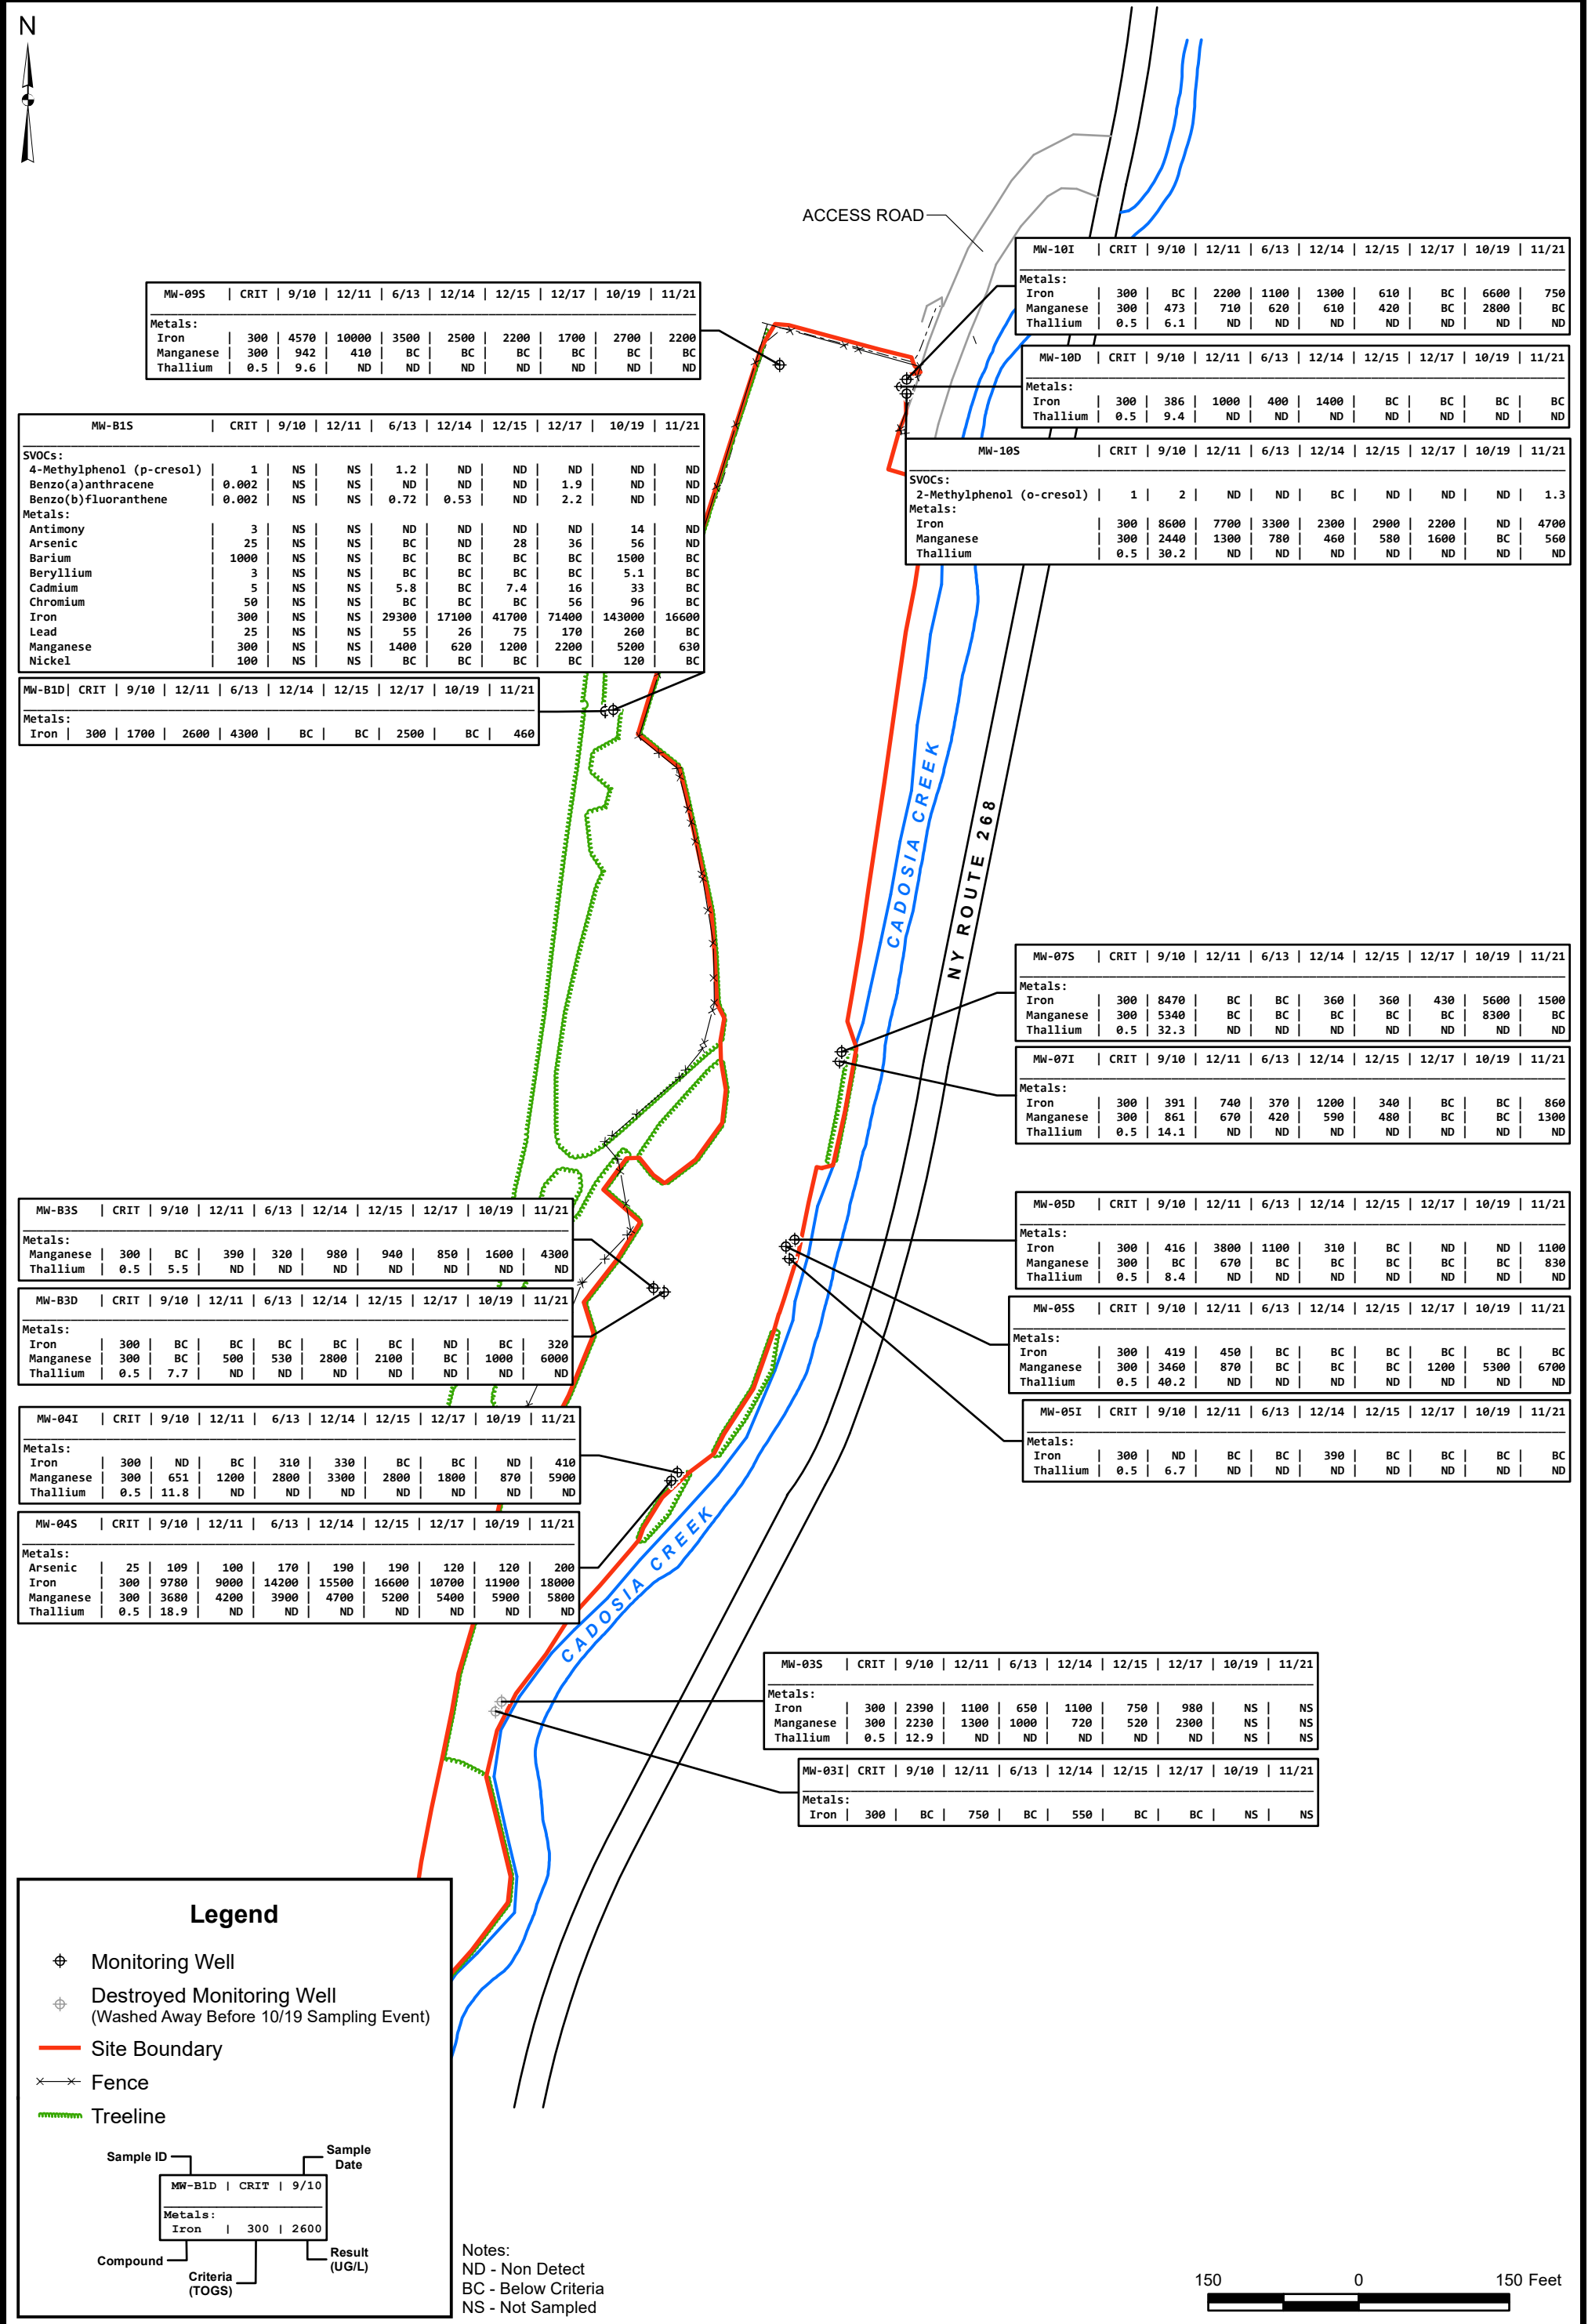 N
ACCESS ROAD
MW-10I | CRIT | 9/10 | 12/11 | 6/13 | 12/14 | 12/15 | 12/17 | 10/19 | 11/21
Metals:
Iron | 300 | BC | 2200 | 1100 | 1300 | 610 | BC | 6600 | 750
Manganese | 300 | 473 | 710 | 620 | 610 | 420 | BC | 2800 | BC
Thallium | 0.5 | 6.1 | ND | ND | ND | ND | ND | ND | ND
MW-09S | CRIT | 9/10 | 12/11 | 6/13 | 12/14 | 12/15 | 12/17 | 10/19 | 11/21
Metals:
Iron | 300 | 4570 | 10000 | 3500 | 2500 | 2200 | 1700 | 2700 | 2200
Manganese | 300 | 942 | 410 | BC | BC | BC | BC | BC | BC
Thallium | 0.5 | 9.6 | ND | ND | ND | ND | ND | ND | ND
MW-10D | CRIT | 9/10 | 12/11 | 6/13 | 12/14 | 12/15 | 12/17 | 10/19 | 11/21
Metals:
Iron | 300 | 386 | 1000 | 400 | 1400 | BC | BC | BC | BC
Thallium | 0.5 | 9.4 | ND | ND | ND | ND | ND | ND | ND
MW-B1S | CRIT | 9/10 | 12/11 | 6/13 | 12/14 | 12/15 | 12/17 | 10/19 | 11/21
SVOCs:
4-Methylphenol (p-cresol) | 1 | NS | NS | 1.2 | ND | ND | ND | ND | ND
Benzo(a)anthracene | 0.002 | NS | NS | ND | ND | ND | 1.9 | ND | ND
Benzo(b)fluoranthene | 0.002 | NS | NS | 0.72 | 0.53 | ND | 2.2 | ND | ND
Metals:
Antimony | 3 | NS | NS | ND | ND | ND | ND | 14 | ND
Arsenic | 25 | NS | NS | BC | ND | 28 | 36 | 56 | ND
Barium | 1000 | NS | NS | BC | BC | BC | BC | 1500 | BC
Beryllium | 3 | NS | NS | BC | BC | BC | BC | 5.1 | BC
Cadmium | 5 | NS | NS | 5.8 | BC | 7.4 | 16 | 33 | BC
Chromium | 50 | NS | NS | BC | BC | BC | 56 | 96 | BC
Iron | 300 | NS | NS | 29300 | 17100 | 41700 | 71400 | 143000 | 16600
Lead | 25 | NS | NS | 55 | 26 | 75 | 170 | 260 | BC
Manganese | 300 | NS | NS | 1400 | 620 | 1200 | 2200 | 5200 | 630
Nickel | 100 | NS | NS | BC | BC | BC | BC | 120 | BC
MW-10S | CRIT | 9/10 | 12/11 | 6/13 | 12/14 | 12/15 | 12/17 | 10/19 | 11/21
SVOCs:
2-Methylphenol (o-cresol) | 1 | 2 | ND | ND | BC | ND | ND | ND | 1.3
Metals:
Iron | 300 | 8600 | 7700 | 3300 | 2300 | 2900 | 2200 | ND | 4700
Manganese | 300 | 2440 | 1300 | 780 | 460 | 580 | 1600 | BC | 560
Thallium | 0.5 | 30.2 | ND | ND | ND | ND | ND | ND | ND
MW-B1D| CRIT | 9/10 | 12/11 | 6/13 | 12/14 | 12/15 | 12/17 | 10/19 | 11/21
Metals:
Iron | 300 | 1700 | 2600 | 4300 | BC | BC | 2500 | BC | 460
CADOSIA CREEK
NY ROUTE 268
MW-07S | CRIT | 9/10 | 12/11 | 6/13 | 12/14 | 12/15 | 12/17 | 10/19 | 11/21
Metals:
Iron | 300 | 8470 | BC | BC | 360 | 360 | 430 | 5600 | 1500
Manganese | 300 | 5340 | BC | BC | BC | BC | BC | 8300 | BC
Thallium | 0.5 | 32.3 | ND | ND | ND | ND | ND | ND | ND
MW-07I | CRIT | 9/10 | 12/11 | 6/13 | 12/14 | 12/15 | 12/17 | 10/19 | 11/21
Metals:
Iron | 300 | 391 | 740 | 370 | 1200 | 340 | BC | BC | 860
Manganese | 300 | 861 | 670 | 420 | 590 | 480 | BC | BC | 1300
Thallium | 0.5 | 14.1 | ND | ND | ND | ND | ND | ND | ND
MW-B3S | CRIT | 9/10 | 12/11 | 6/13 | 12/14 | 12/15 | 12/17 | 10/19 | 11/21
Metals:
Manganese | 300 | BC | 390 | 320 | 980 | 940 | 850 | 1600 | 4300
Thallium | 0.5 | 5.5 | ND | ND | ND | ND | ND | ND | ND
MW-05D | CRIT | 9/10 | 12/11 | 6/13 | 12/14 | 12/15 | 12/17 | 10/19 | 11/21
Metals:
Iron | 300 | 416 | 3800 | 1100 | 310 | BC | ND | ND | 1100
Manganese | 300 | BC | 670 | BC | BC | BC | BC | BC | 830
Thallium | 0.5 | 8.4 | ND | ND | ND | ND | ND | ND | ND
MW-B3D | CRIT | 9/10 | 12/11 | 6/13 | 12/14 | 12/15 | 12/17 | 10/19 | 11/21
Metals:
Iron | 300 | BC | BC | BC | BC | BC | ND | BC | 320
Manganese | 300 | BC | 500 | 530 | 2800 | 2100 | BC | 1000 | 6000
Thallium | 0.5 | 7.7 | ND | ND | ND | ND | ND | ND | ND
MW-05S | CRIT | 9/10 | 12/11 | 6/13 | 12/14 | 12/15 | 12/17 | 10/19 | 11/21
Metals:
Iron | 300 | 419 | 450 | BC | BC | BC | BC | BC | BC
Manganese | 300 | 3460 | 870 | BC | BC | BC | 1200 | 5300 | 6700
Thallium | 0.5 | 40.2 | ND | ND | ND | ND | ND | ND | ND
MW-05I | CRIT | 9/10 | 12/11 | 6/13 | 12/14 | 12/15 | 12/17 | 10/19 | 11/21
Metals:
Iron | 300 | ND | BC | BC | 390 | BC | BC | BC | BC
Thallium | 0.5 | 6.7 | ND | ND | ND | ND | ND | ND | ND
MW-04I | CRIT | 9/10 | 12/11 | 6/13 | 12/14 | 12/15 | 12/17 | 10/19 | 11/21
Metals:
Iron | 300 | ND | BC | 310 | 330 | BC | BC | ND | 410
Manganese | 300 | 651 | 1200 | 2800 | 3300 | 2800 | 1800 | 870 | 5900
Thallium | 0.5 | 11.8 | ND | ND | ND | ND | ND | ND | ND
MW-04S | CRIT | 9/10 | 12/11 | 6/13 | 12/14 | 12/15 | 12/17 | 10/19 | 11/21
Metals:
Arsenic | 25 | 109 | 100 | 170 | 190 | 190 | 120 | 120 | 200
Iron | 300 | 9780 | 9000 | 14200 | 15500 | 16600 | 10700 | 11900 | 18000
Manganese | 300 | 3680 | 4200 | 3900 | 4700 | 5200 | 5400 | 5900 | 5800
Thallium | 0.5 | 18.9 | ND | ND | ND | ND | ND | ND | ND
CADOSIA CREEK
MW-03S | CRIT | 9/10 | 12/11 | 6/13 | 12/14 | 12/15 | 12/17 | 10/19 | 11/21
Metals:
Iron | 300 | 2390 | 1100 | 650 | 1100 | 750 | 980 | NS | NS
Manganese | 300 | 2230 | 1300 | 1000 | 720 | 520 | 2300 | NS | NS
Thallium | 0.5 | 12.9 | ND | ND | ND | ND | ND | NS | NS
MW-03I| CRIT | 9/10 | 12/11 | 6/13 | 12/14 | 12/15 | 12/17 | 10/19 | 11/21
Metals:
Iron | 300 | BC | 750 | BC | 550 | BC | BC | NS | NS
Legend
Monitoring Well
Destroyed Monitoring Well
(Washed Away Before 10/19 Sampling Event)
Site Boundary
Fence
Treeline
Sample ID
Sample
Date
MW-B1D | CRIT | 9/10
Metals:
Iron | 300 | 2600
Compound
Criteria
(TOGS)
Result
(UG/L)
Notes:
ND - Non Detect
BC - Below Criteria
NS - Not Sampled
150 0 150 Feet